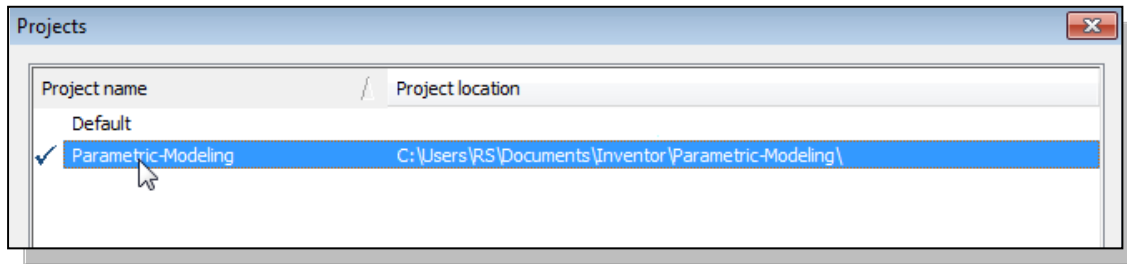 Projects
Project name Project location
Default
Parametric-Modeling C:\Users\RS\Documents\Inventor\Parametric-Modeling\